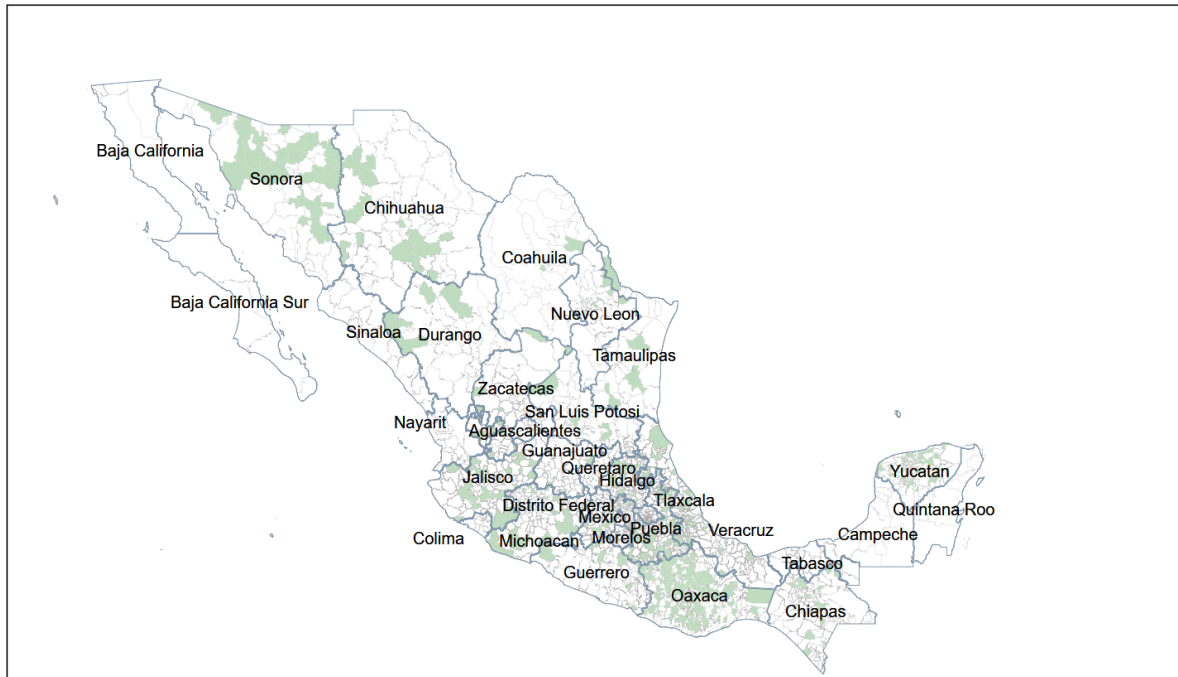 Baja California
Sonora
Chihuahua
Coahuila
Baja California Sur
Nuevo Leon
Sinaloa
Durango
Tamaulipas
Zacatecas
San Luis Potosi
Nayarit
Aguascalientes
Guanajuato
Queretaro
Jalisco
Hidalgo
Yucatan
Tlaxcala
Distrito Federal
Quintana Roo
Mexico
Puebla
Veracruz
Campeche
Colima
Michoacan
Morelos
Tabasco
Guerrero
Oaxaca
Chiapas